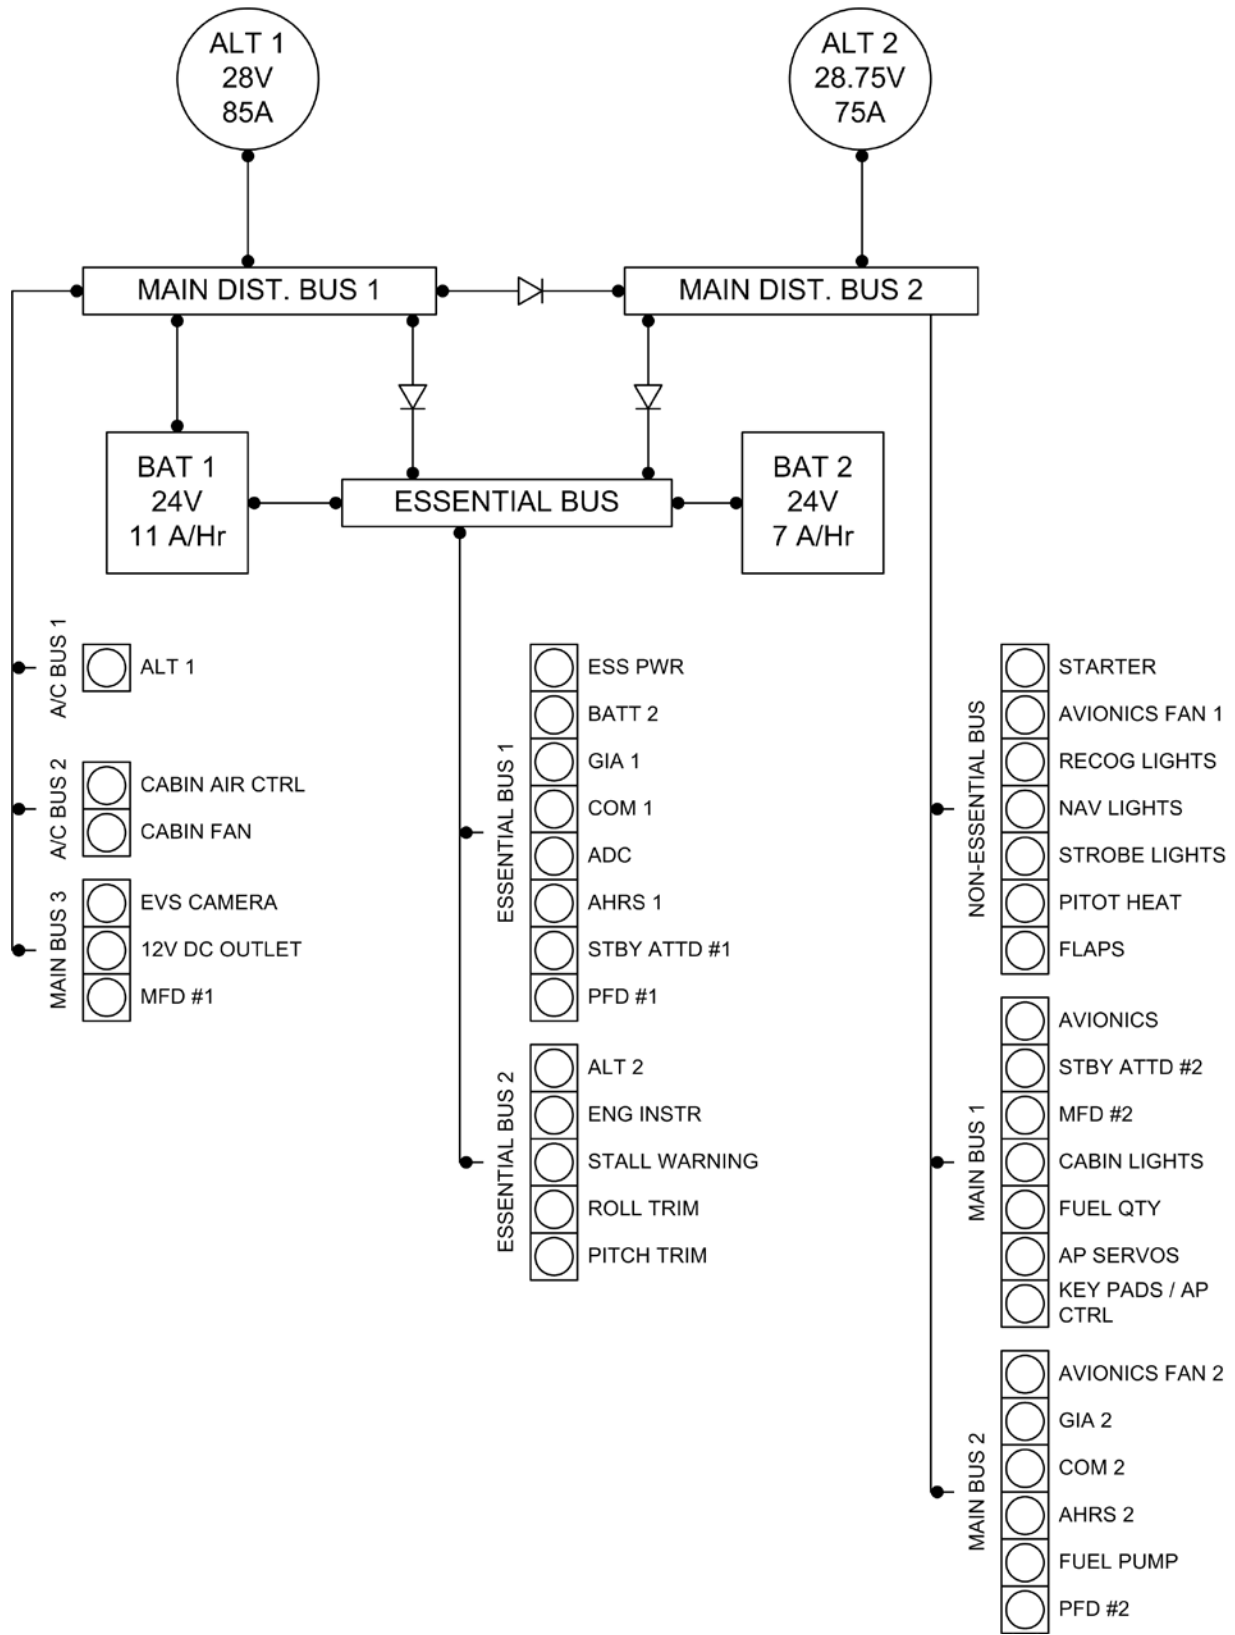 ALT 1
28V
85A
ALT 2
28.75V
75A
MAIN DIST. BUS 1
MAIN DIST. BUS 2
BAT 1
24V
11 A/Hr
ESSENTIAL BUS
BAT 2
24V
7 A/Hr
A/C BUS 1
ALT 1
A/C BUS 2
CABIN AIR CTRL
CABIN FAN
MAIN BUS 3
EVS CAMERA
12V DC OUTLET
MFD #1
ESSENTIAL BUS 1
ESS PWR
BATT 2
GIA 1
COM 1
ADC
AHRS 1
STBY ATTD #1
PFD #1
ESSENTIAL BUS 2
ALT 2
ENG INSTR
STALL WARNING
ROLL TRIM
PITCH TRIM
NON-ESSENTIAL BUS
STARTER
AVIONICS FAN 1
RECOG LIGHTS
NAV LIGHTS
STROBE LIGHTS
PITOT HEAT
FLAPS
MAIN BUS 1
AVIONICS
STBY ATTD #2
MFD #2
CABIN LIGHTS
FUEL QTY
AP SERVOS
KEY PADS / AP
CTRL
MAIN BUS 2
AVIONICS FAN 2
GIA 2
COM 2
AHRS 2
FUEL PUMP
PFD #2